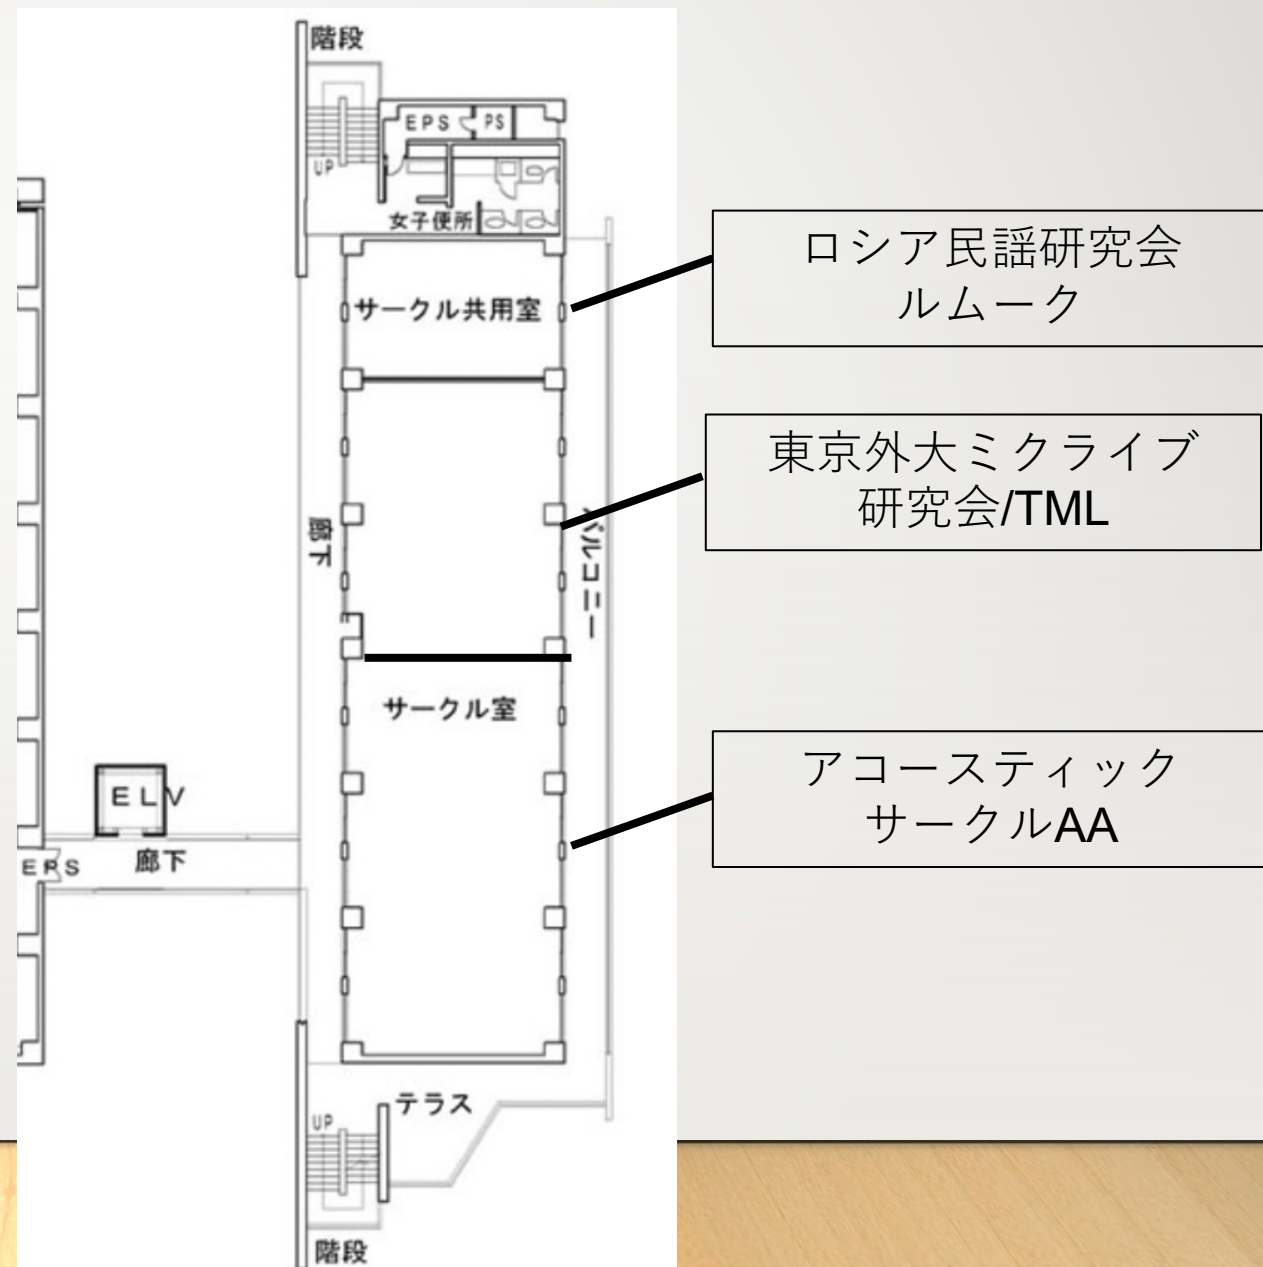 階段
EPS
PS
UP
女子便所
サークル共用室
廊下
バルコニー
サークル室
ELV
EPS
廊下
テラス
UP
階段
ロシア民謡研究会
ルムーク
東京外大ミクライブ
研究会/TML
アコースティック
サークルAA